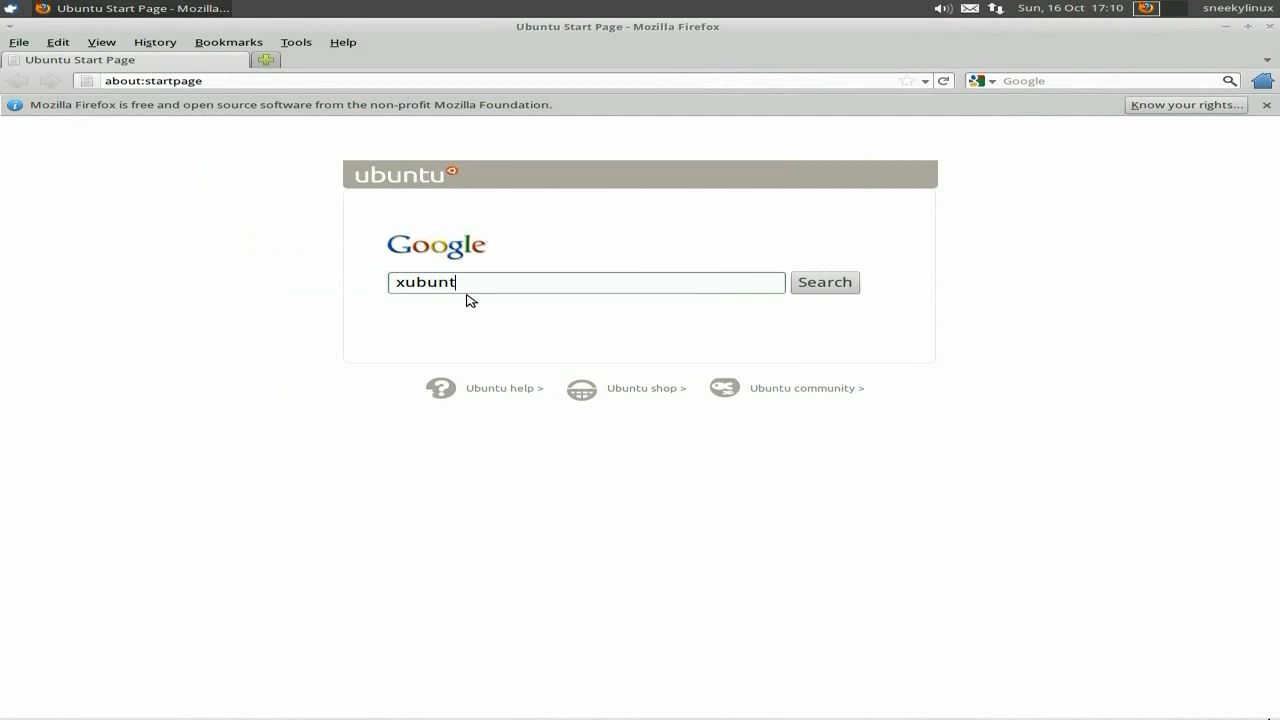 Ubuntu Start Page - Mozilla... Sun, 16 Oct 17:10 sneekylinux
Ubuntu Start Page - Mozilla Firefox
File Edit View History Bookmarks Tools Help
Ubuntu Start Page
about:startpage Google
Mozilla Firefox is free and open source software from the non-profit Mozilla Foundation. Know your rights...
ubuntu
Google
xubunt Search
Ubuntu help > Ubuntu shop > Ubuntu community >